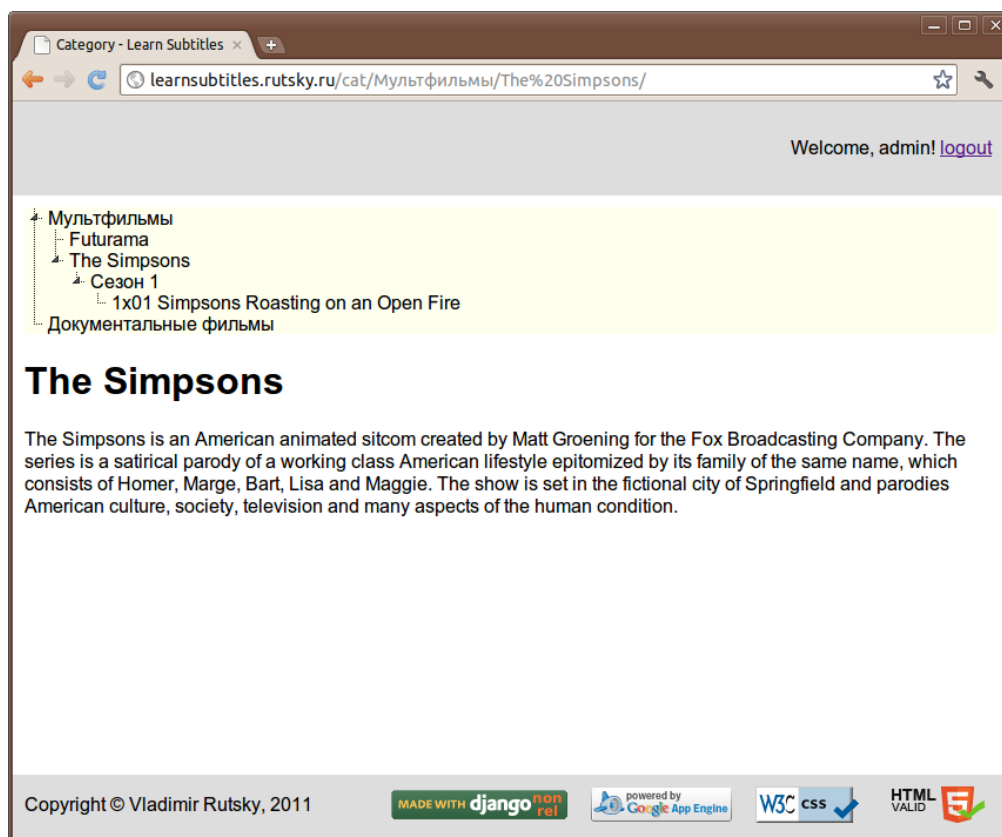 Category - Learn Subtitles
learnsubtitles.rutsky.ru/cat/Мультфильмы/The%20Simpsons/
Welcome, admin! logout
Мультфильмы
Futurama
The Simpsons
Сезон 1
1x01 Simpsons Roasting on an Open Fire
Документальные фильмы
The Simpsons
The Simpsons is an American animated sitcom created by Matt Groening for the Fox Broadcasting Company. The
series is a satirical parody of a working class American lifestyle epitomized by its family of the same name, which
consists of Homer, Marge, Bart, Lisa and Maggie. The show is set in the fictional city of Springfield and parodies
American culture, society, television and many aspects of the human condition.
Copyright © Vladimir Rutsky, 2011
MADE WITH django non rel
powered by
Google App Engine
W3C css
HTML
VALID
5